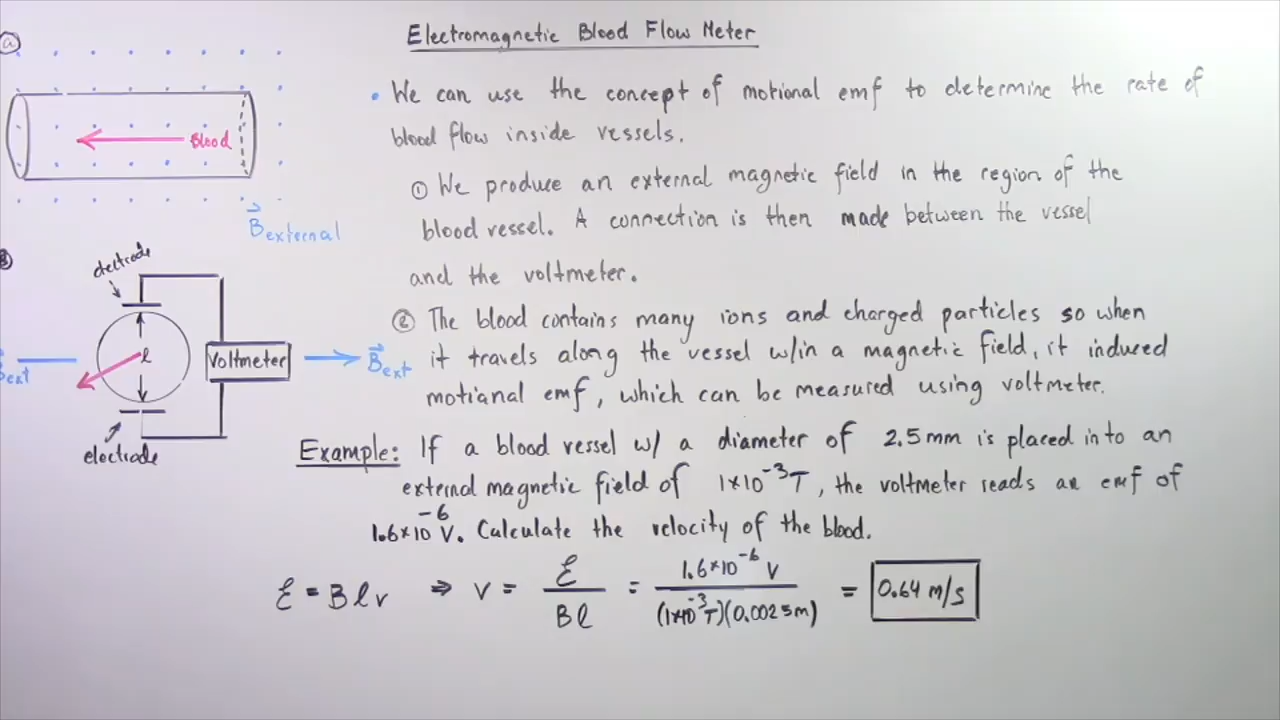 Electromagnetic Blood Flow Meter
a
Blood
B external
• We can use the concept of motional emf to determine the rate of
blood flow inside vessels.
① We produce an external magnetic field in the region of the
blood vessel. A connection is then made between the vessel
and the voltmeter.
② The blood contains many ions and charged particles so when
it travels along the vessel w/in a magnetic field, it induced
motional emf, which can be measured using voltmeter.
B
electrode
l
Voltmeter
B ext
B ext
electrode
Example: If a blood vessel w/ a diameter of 2.5mm is placed into an
external magnetic field of 1×10⁻³T, the voltmeter reads an emf of
1.6×10⁻⁶ V. Calculate the velocity of the blood.
ℰ = Blv ⇒ v = ℰ / Bl = 1.6×10⁻⁶ V / (1×10⁻³T)(0.0025m) = 0.64 m/s